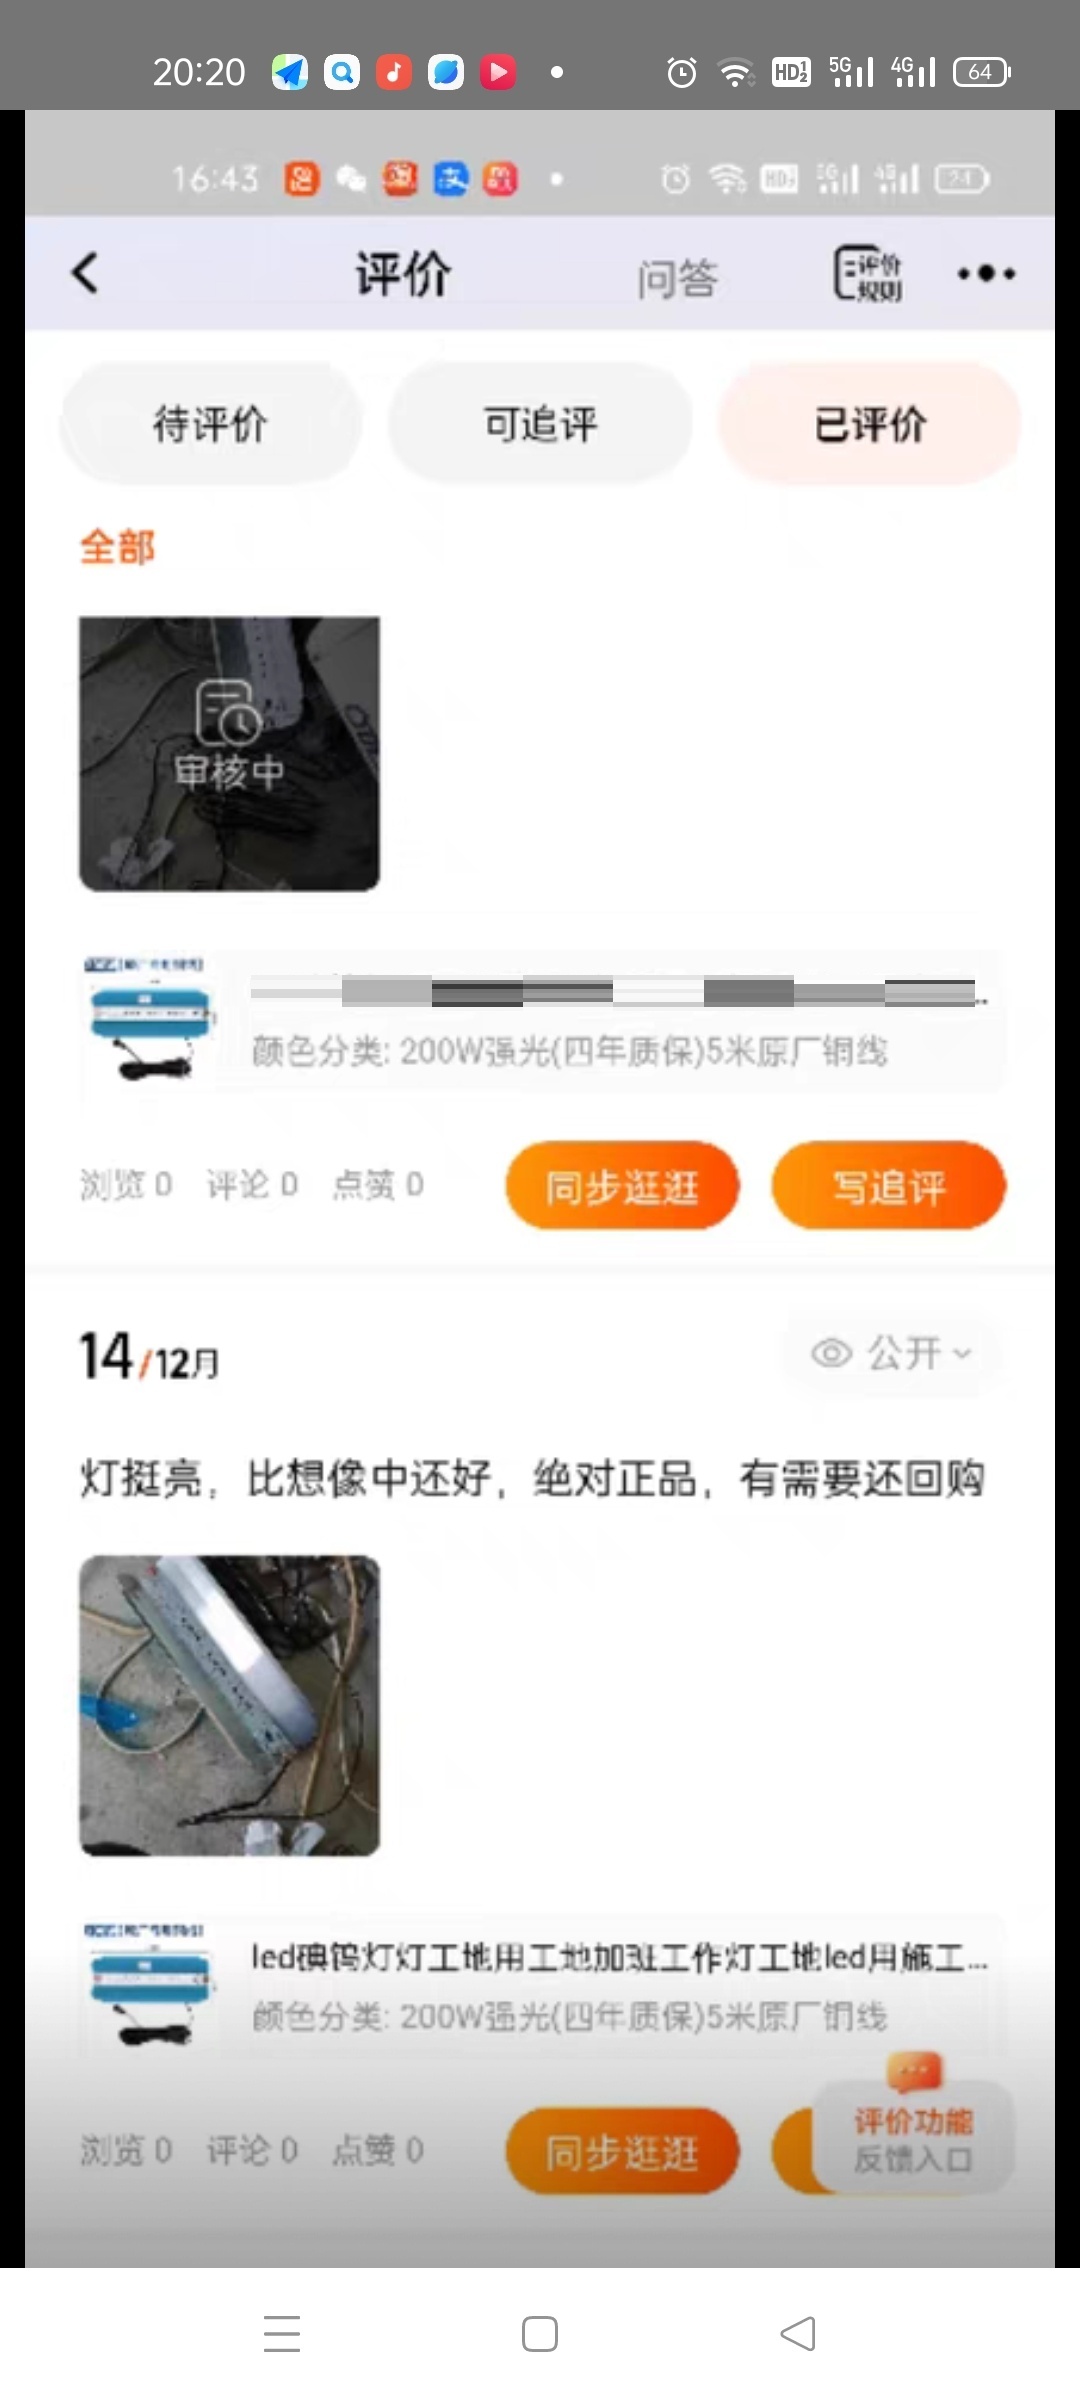 20:20
HD 5G 4G 64
16:43
评价 问答 评价规则
待评价 可追评 已评价
全部
审核中
颜色分类: 200W强光(四年质保)5米原厂铜线
浏览 0 评论 0 点赞 0 同步逛逛 写追评
14/12月 公开
灯挺亮，比想像中还好，绝对正品，有需要还回购
led碘钨灯灯工地用工地加班工作灯工地led用施工...
颜色分类: 200W强光(四年质保)5米原厂铜线
浏览 0 评论 0 点赞 0 同步逛逛
评价功能
反馈入口